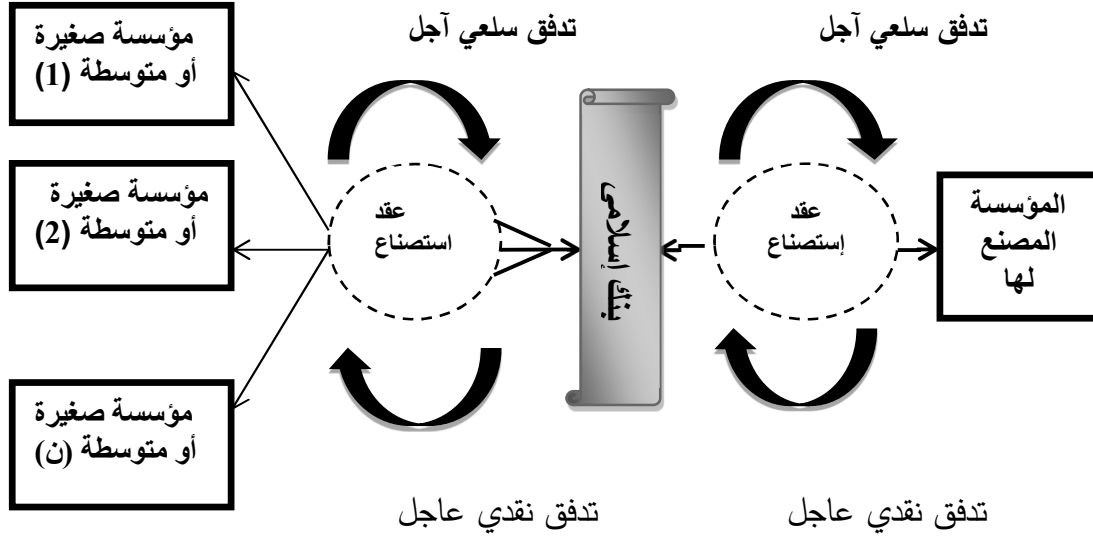 تدفق سلعي آجل
تدفق سلعي آجل
مؤسسة صغيرة
أو متوسطة (1)
مؤسسة صغيرة
أو متوسطة (2)
مؤسسة صغيرة
أو متوسطة (ن)
المؤسسة
المصنع
لها
عقد
إستصناع
بنك إسلامى
عقد
استصناع
تدفق نقدي عاجل
تدفق نقدي عاجل